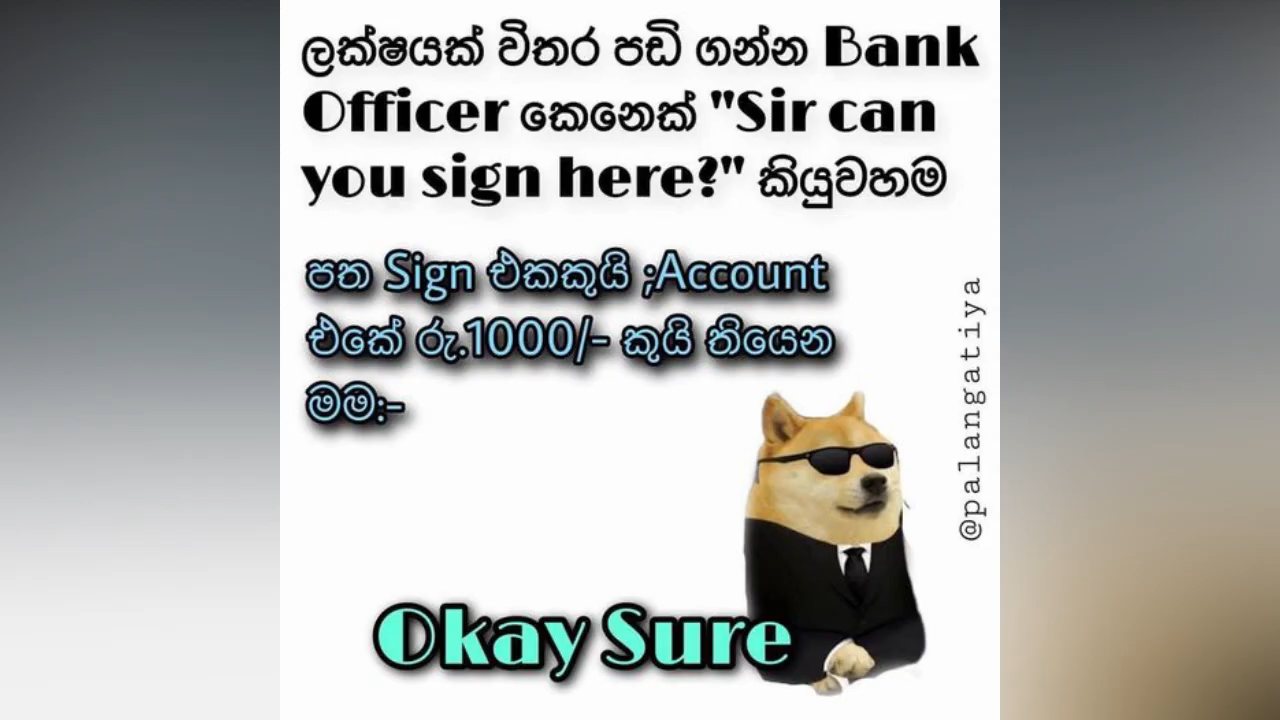 ලක්ෂයක් විතර පඩි ගන්න Bank
Officer කෙනෙක් "Sir can
you sign here?" කියුවහම
පත Sign එකකුයි ;Account
එකේ රු.1000/- කුයි තියෙන
මම:-
@palangatiya
Okay Sure